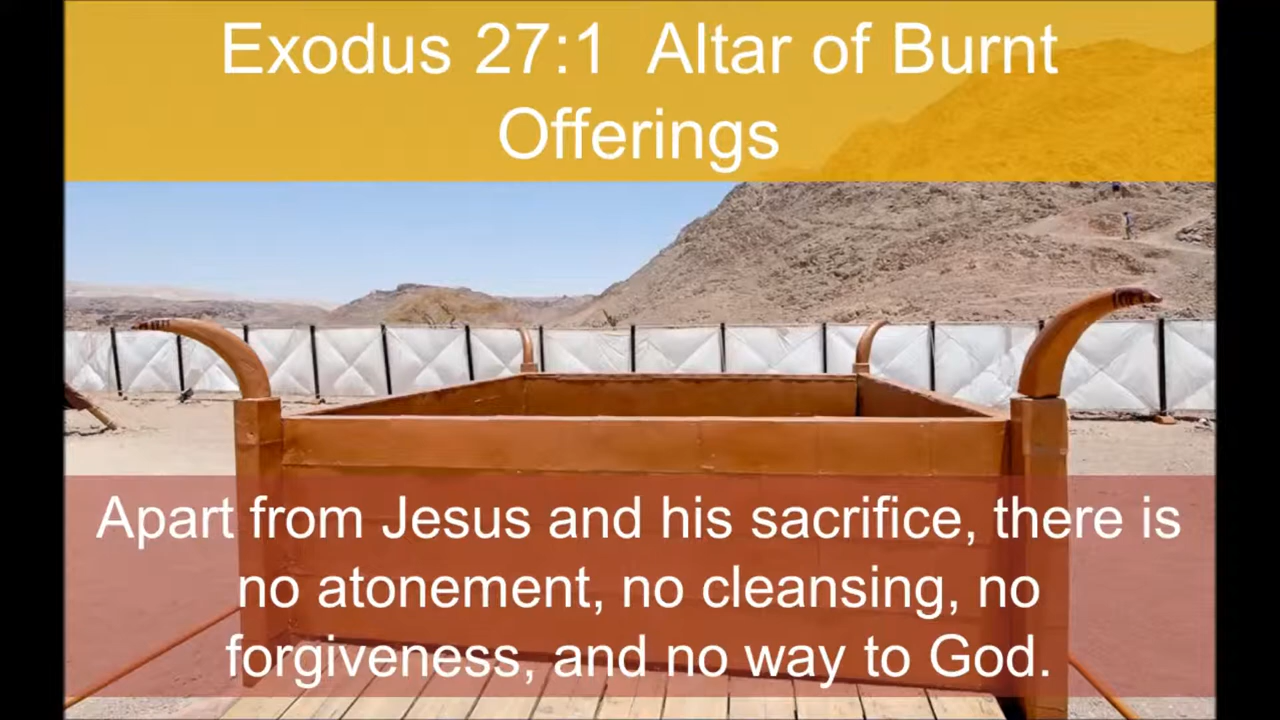 Exodus 27:1  Altar of Burnt
Offerings
Apart from Jesus and his sacrifice, there is
no atonement, no cleansing, no
forgiveness, and no way to God.